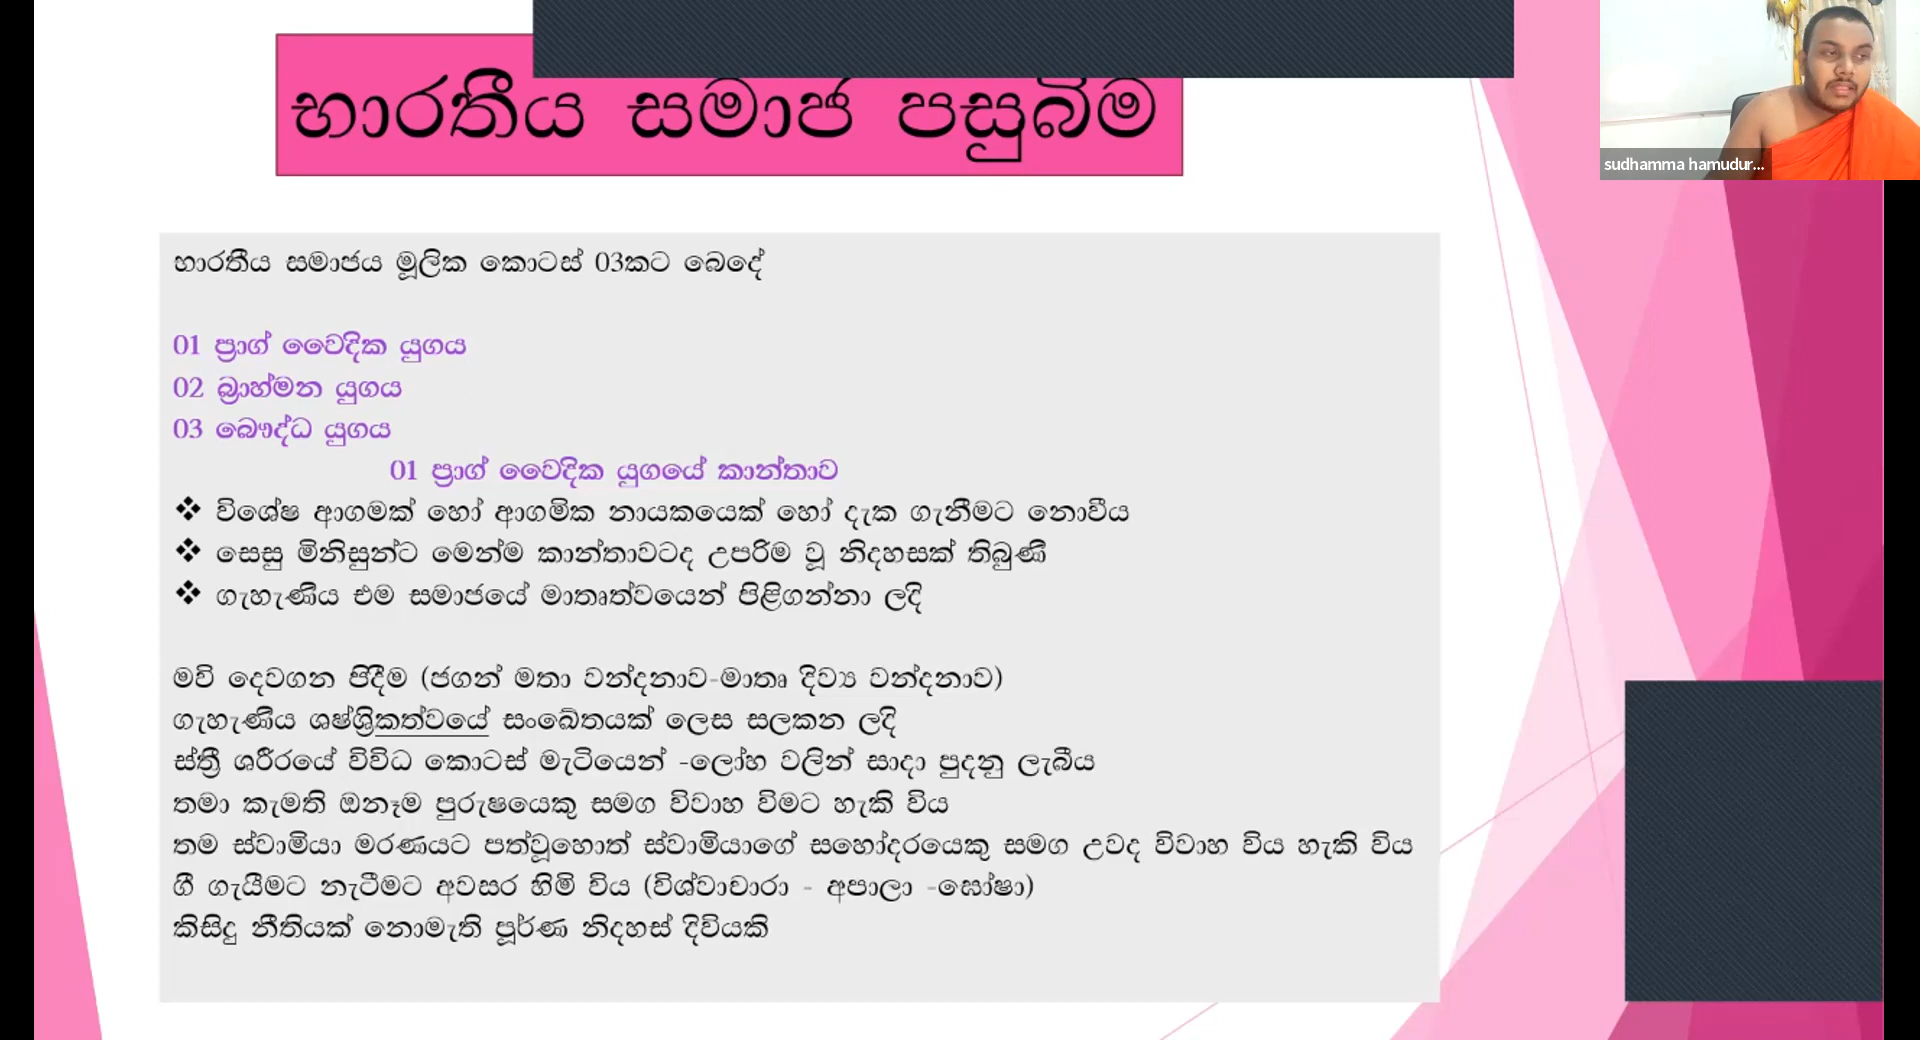 භාරතීය සමාජ පසුබිම
sudhamma hamudur...
භාරතීය සමාජය මූලික කොටස් 03කට බෙදේ
01 ප්‍රාග් වෛදික යුගය
02 බ්‍රාහ්මන යුගය
03 බෞද්ධ යුගය
01 ප්‍රාග් වෛදික යුගයේ කාන්තාව
❖ විශේෂ ආගමක් හෝ ආගමික නායකයෙක් හෝ දැක ගැනීමට නොවීය
❖ සෙසු මිනිසුන්ට මෙන්ම කාන්තාවටද උපරිම වූ නිදහසක් තිබුණි
❖ ගැහැණිය එම සමාජයේ මාතෘත්වයෙන් පිළිගන්නා ලදි
මව් දෙවගන පිදීම (ජගන් මතා වන්දනාව-මාතෘ දිව්‍ය වන්දනාව)
ගැහැණිය ශෂ්ශ්‍රිකත්වයේ සංඛේතයක් ලෙස සලකන ලදි
ස්ත්‍රී ශරීරයේ විවිධ කොටස් මැටියෙන් -ලෝහ වලින් සාදා පුදනු ලැබීය
තමා කැමති ඔනෑම පුරුෂයෙකු සමග විවාහ විමට හැකි විය
තම ස්වාමියා මරණයට පත්වූහොත් ස්වාමියාගේ සහෝදරයෙකු සමග උවද විවාහ විය හැකි විය
ගී ගැයීමට නැටීමට අවසර හිමි විය (විශ්වාචාරා - අපාලා -ඝෝෂා)
කිසිදු නීතියක් නොමැති පූර්ණ නිදහස් දිවියකි